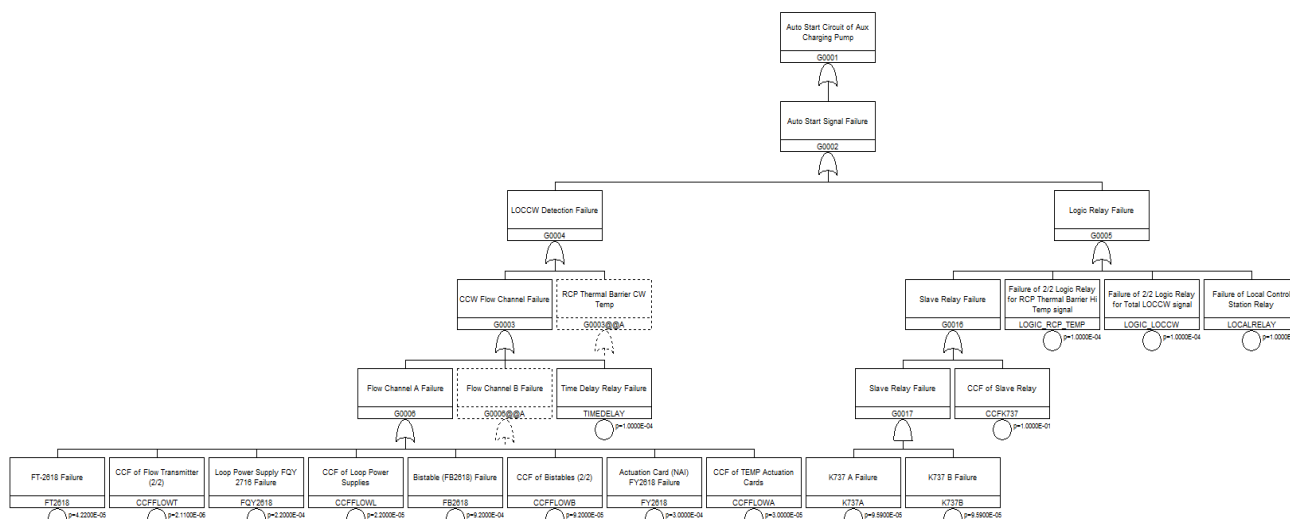 Auto Start Circuit of Aux
Charging Pump
G0001
Auto Start Signal Failure
G0002
LOCCW Detection Failure
G0004
Logic Relay Failure
G0005
CCW Flow Channel Failure
G0003
RCP Thermal Barrier CW
Temp
G0003@@A
Slave Relay Failure
G0016
Failure of 2/2 Logic Relay
for RCP Thermal Barrier Hi
Temp signal
LOGIC_RCP_TEMP
p=1.0000E-04
Failure of 2/2 Logic Relay
for Total LOCCW signal
LOGIC_LOCCW
p=1.0000E-04
Failure of Local Control
Station Relay
LOCALRELAY
Flow Channel A Failure
G0006
Flow Channel B Failure
G0006@@A
Time Delay Relay Failure
TIMEDELAY
p=1.0000E-04
Slave Relay Failure
G0017
CCF of Slave Relay
CCFK737
p=1.0000E-01
FT-2618 Failure
FT2618
p=4.2200E-05
CCF of Flow Transmitter
(2/2)
CCFFLOWT
p=2.1100E-06
Loop Power Supply FQY
2716 Failure
FQY2618
p=2.2000E-04
CCF of Loop Power
Supplies
CCFFLOWL
p=2.2000E-05
Bistable (FB2618) Failure
FB2618
p=9.2000E-04
CCF of Bistables (2/2)
CCFFLOWB
p=9.2000E-05
Actuation Card (NAI)
FY2618 Failure
FY2618
p=3.0000E-04
CCF of TEMP Actuation
Cards
CCFFLOWA
p=3.0000E-05
K737 A Failure
K737A
p=9.5900E-05
K737 B Failure
K737B
p=9.5900E-05